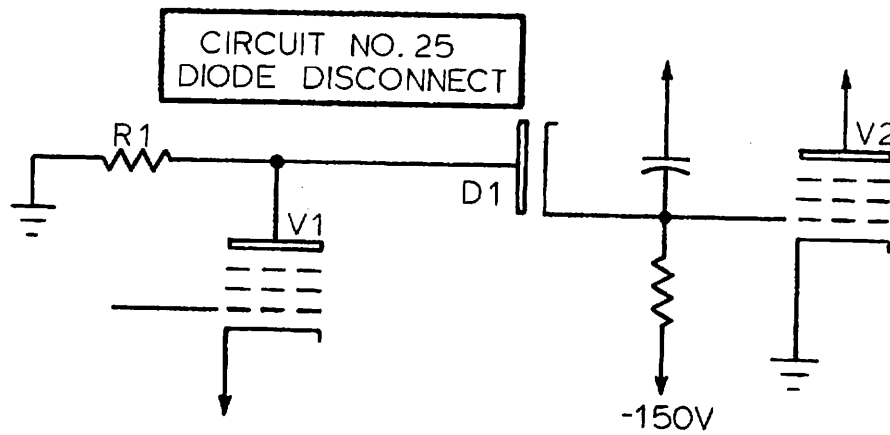 CIRCUIT NO. 25
DIODE DISCONNECT
R1
V2
D1
V1
-150V